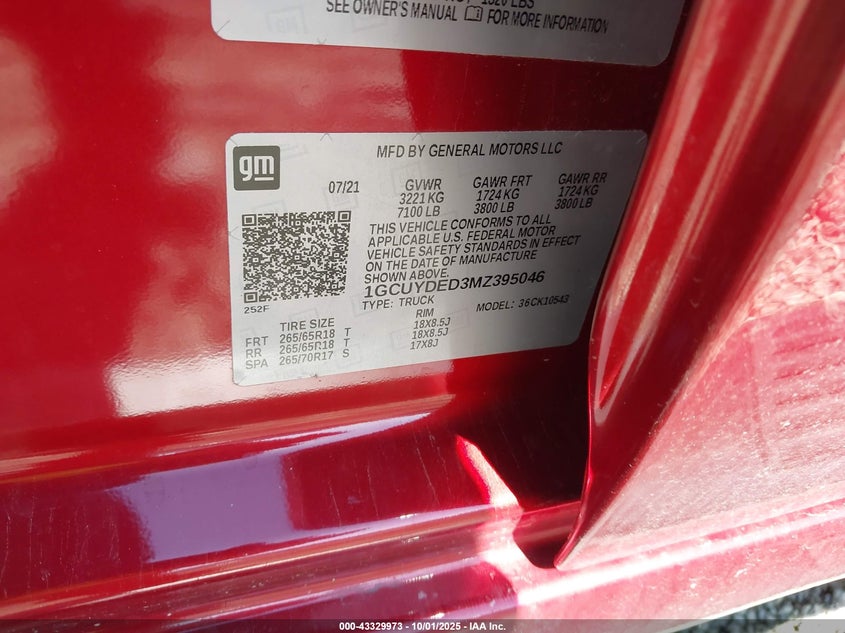 1520 LBS
SEE OWNER'S MANUAL FOR MORE INFORMATION
gm
MFD BY GENERAL MOTORS LLC
07/21 GVWR GAWR FRT GAWR RR
3221 KG 1724 KG 1724 KG
7100 LB 3800 LB 3800 LB
THIS VEHICLE CONFORMS TO ALL
APPLICABLE U.S. FEDERAL MOTOR
VEHICLE SAFETY STANDARDS IN EFFECT
ON THE DATE OF MANUFACTURE
SHOWN ABOVE.
1GCUYDED3MZ395046
252F TYPE: TRUCK MODEL: 36CK10543
TIRE SIZE RIM
FRT 265/65R18 T 18X8.5J
RR 265/65R18 T 18X8.5J
SPA 265/70R17 S 17X8J
000-43329973 | 10/01/2025 - IAA Inc.